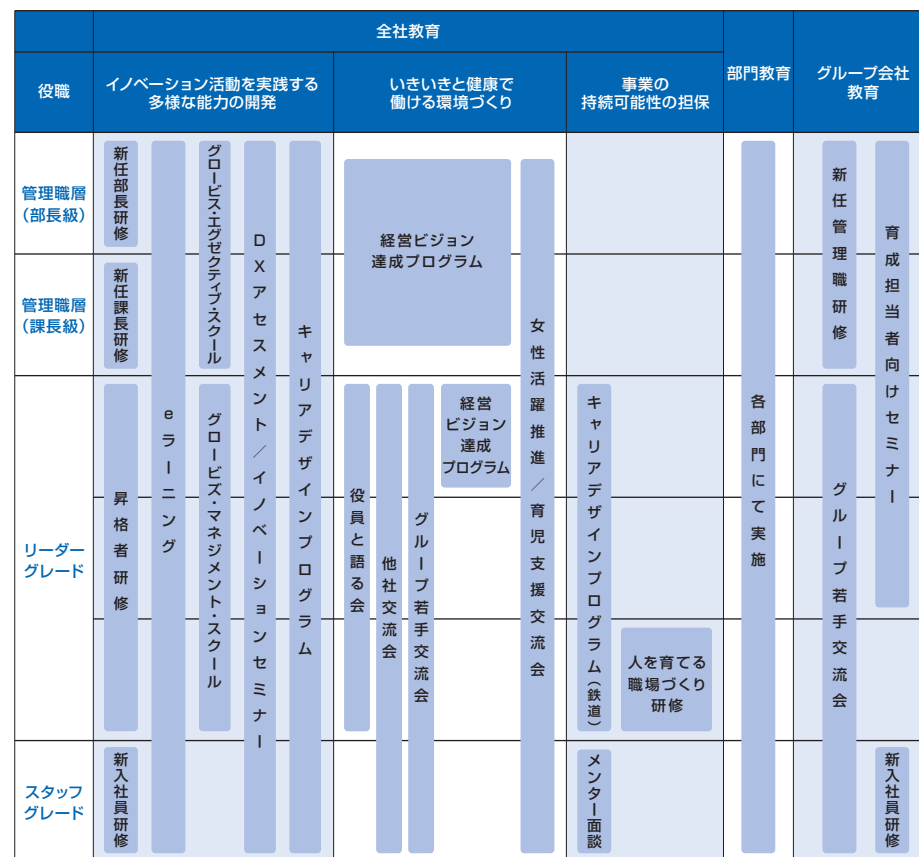 全社教育
役職
イノベーション活動を実践する
多様な能力の開発
いきいきと健康で
働ける環境づくり
事業の
持続可能性の担保
部門教育
グループ会社
教育
管理職層
（部長級）
管理職層
（課長級）
リーダー
グレード
スタッフ
グレード
新任部長研修
新任課長研修
昇格者研修
新入社員研修
eラーニング
グロービス・エグゼクティブ・スクール
グロービズ・マネジメント・スクール
DXアセスメント／イノベーションセミナー
キャリアデザインプログラム
経営ビジョン
達成プログラム
役員と語る会
他社交流会
グループ若手交流会
経営
ビジョン
達成
プログラム
女性活躍推進／育児支援交流会
キャリアデザインプログラム（鉄道）
人を育てる
職場づくり
研修
メンター面談
各部門にて実施
新任管理職研修
グループ若手交流会
育成担当者向けセミナー
新入社員研修